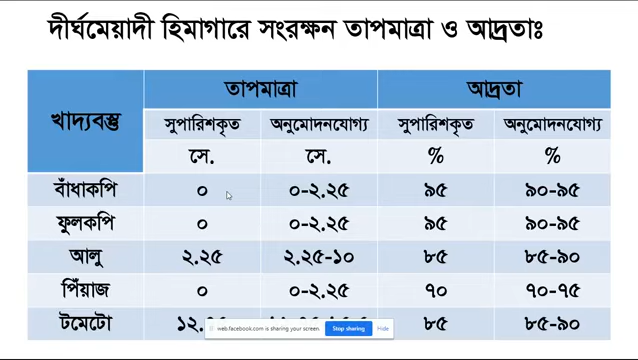 দীর্ঘমেয়াদী হিমাগারে সংরক্ষন তাপমাত্রা ও আদ্রতাঃ
খাদ্যবস্তু তাপমাত্রা আদ্রতা
সুপারিশকৃত অনুমোদনযোগ্য সুপারিশকৃত অনুমোদনযোগ্য
সে. সে. % %
বাঁধাকপি ০ ০-২.২৫ ৯৫ ৯০-৯৫
ফুলকপি ০ ০-২.২৫ ৯৫ ৯০-৯৫
আলু ২.২৫ ২.২৫-১০ ৮৫ ৮৫-৯০
পিঁয়াজ ০ ০-২.২৫ ৭০ ৭০-৭৫
টমেটো ৮৫ ৮৫-৯০
web.facebook.com is sharing your screen. Stop sharing Hide